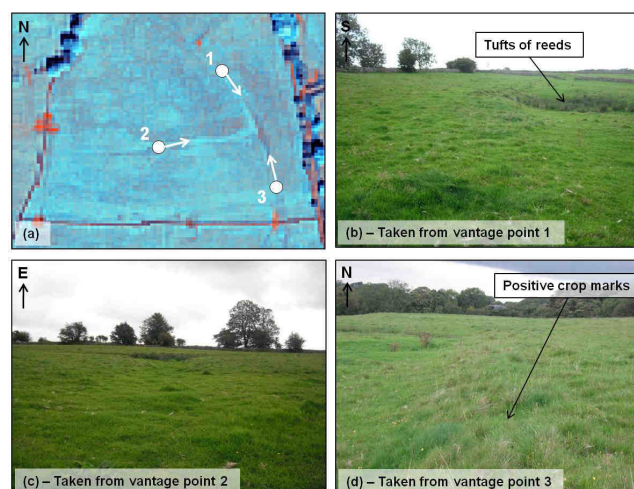 N
1
2
3
(a)
S
Tufts of reeds
(b) – Taken from vantage point 1
E
(c) – Taken from vantage point 2
N
Positive crop marks
(d) – Taken from vantage point 3